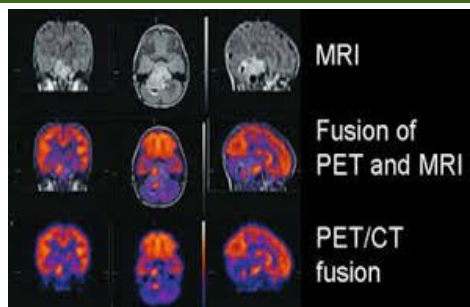 MRI
Fusion of
PET and MRI
PET/CT
fusion